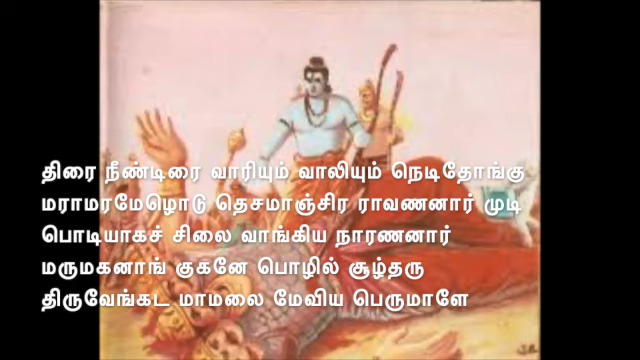 திரை நீண்டிரை வாரியும் வாலியும் நெடிதோங்கு
மராமரமேழொடு தெசமாஞ்சிர ராவணனார் முடி
பொடியாகச் சிலை வாங்கிய நாரணனார்
மருமகனாங் குகனே பொழில் சூழ்தரு
திருவேங்கட மாமலை மேவிய பெருமாளே